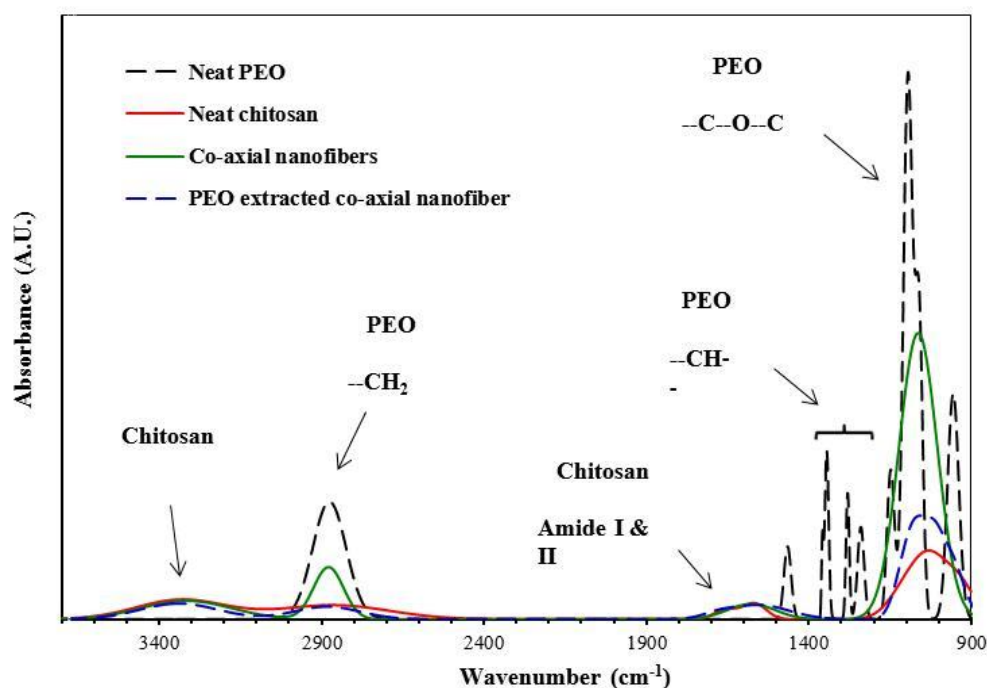 Neat PEO
Neat chitosan
Co-axial nanofibers
PEO extracted co-axial nanofiber
PEO
--C--O--C
PEO
--CH-
-
PEO
--CH₂
Chitosan
Chitosan
Amide I &
II
Absorbance (A.U.)
3400 2900 2400 1900 1400 900
Wavenumber (cm⁻¹)